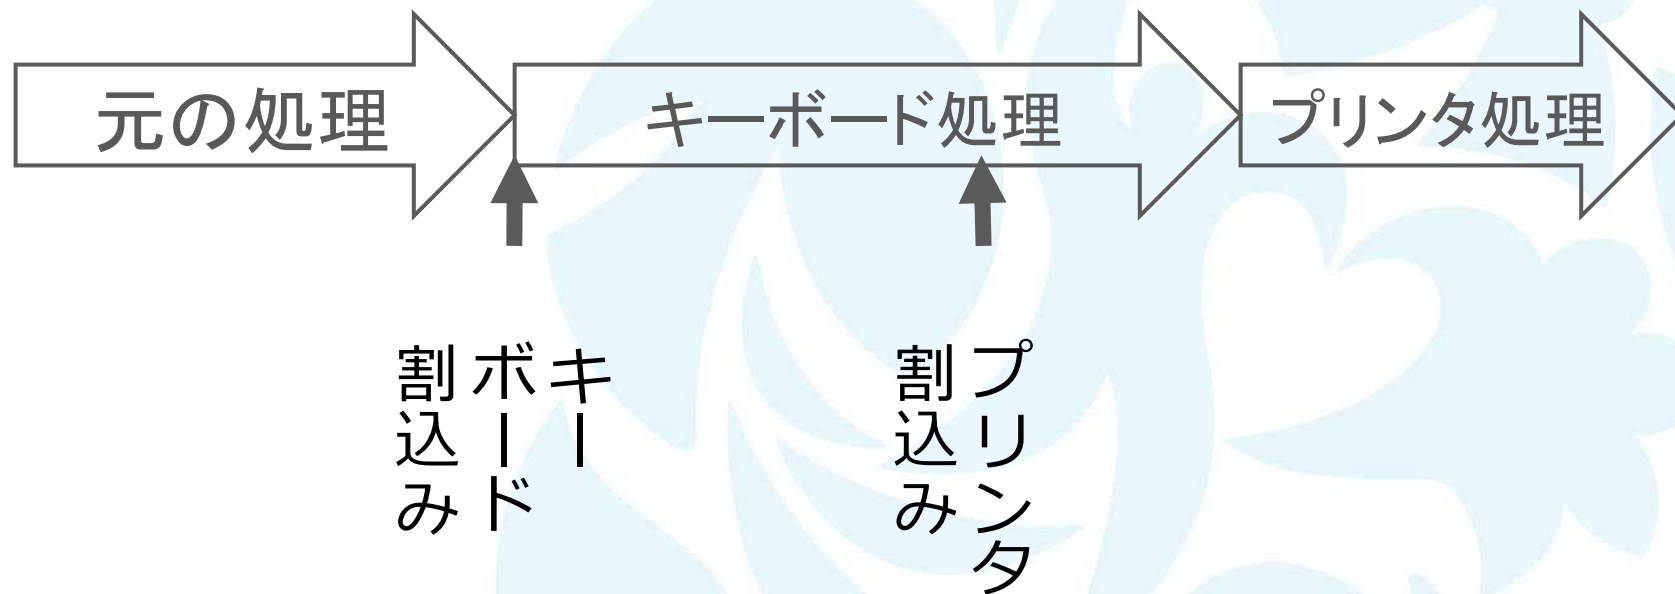 元の処理
キーボード処理
プリンタ処理
キー
ボード
割込み
プリンタ
割込み